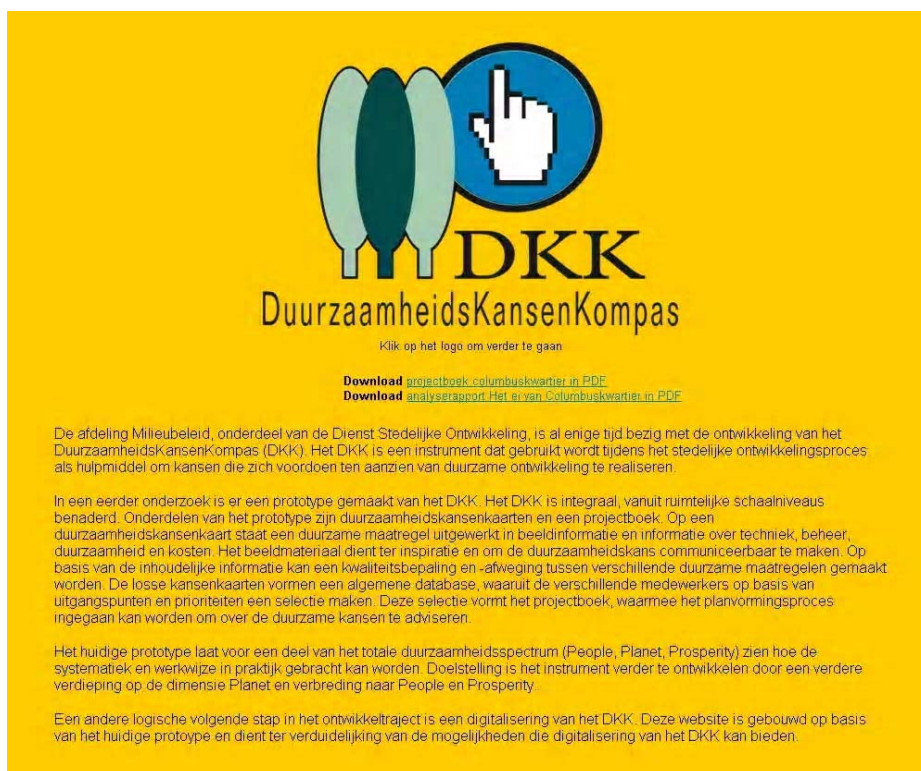 DKK
DuurzaamheidsKansenKompas
Klik op het logo om verder te gaan
Download projectboek columbuskwartier in PDF
Download analyserapport Het ei van Columbuskwartier in PDF
De afdeling Milieubeleid, onderdeel van de Dienst Stedelijke Ontwikkeling, is al enige tijd bezig met de ontwikkeling van het
DuurzaamheidsKansenKompas (DKK). Het DKK is een instrument dat gebruikt wordt tijdens het stedelijke ontwikkelingsproces
als hulpmiddel om kansen die zich voordoen ten aanzien van duurzame ontwikkeling te realiseren.
In een eerder onderzoek is er een prototype gemaakt van het DKK. Het DKK is integraal, vanuit ruimtelijke schaalniveaus
benaderd. Onderdelen van het prototype zijn duurzaamheidskansenkaarten en een projectboek. Op een
duurzaamheidskansenkaart staat een duurzame maatregel uitgewerkt in beeldinformatie en informatie over techniek, beheer,
duurzaamheid en kosten. Het beeldmateriaal dient ter inspiratie en om de duurzaamheidskans communiceerbaar te maken. Op
basis van de inhoudelijke informatie kan een kwaliteitsbepaling en -afweging tussen verschillende duurzame maatregelen gemaakt
worden. De losse kansenkaarten vormen een algemene database, waaruit de verschillende medewerkers op basis van
uitgangspunten en prioriteiten een selectie maken. Deze selectie vormt het projectboek, waarmee het planvormingsproces
ingegaan kan worden om over de duurzame kansen te adviseren.
Het huidige prototype laat voor een deel van het totale duurzaamheidsspectrum (People, Planet, Prosperity) zien hoe de
systematiek en werkwijze in praktijk gebracht kan worden. Doelstelling is het instrument verder te ontwikkelen door een verdere
verdieping op de dimensie Planet en verbreding naar People en Prosperity.
Een andere logische volgende stap in het ontwikkeltraject is een digitalisering van het DKK. Deze website is gebouwd op basis
van het huidige protoype en dient ter verduidelijking van de mogelijkheden die digitalisering van het DKK kan bieden.